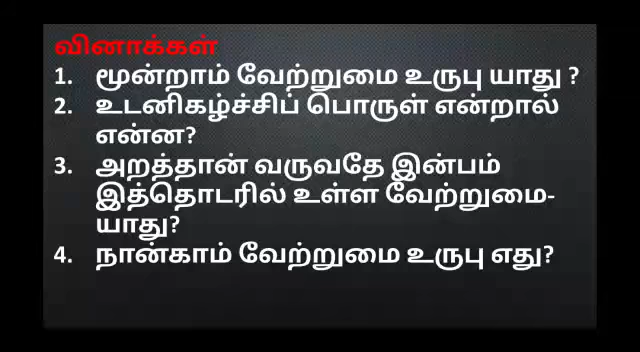 வினாக்கள்
1. மூன்றாம் வேற்றுமை உருபு யாது ?
2. உடனிகழ்ச்சிப் பொருள் என்றால்
என்ன?
3. அறத்தான் வருவதே இன்பம்
இத்தொடரில் உள்ள வேற்றுமை-
யாது?
4. நான்காம் வேற்றுமை உருபு எது?